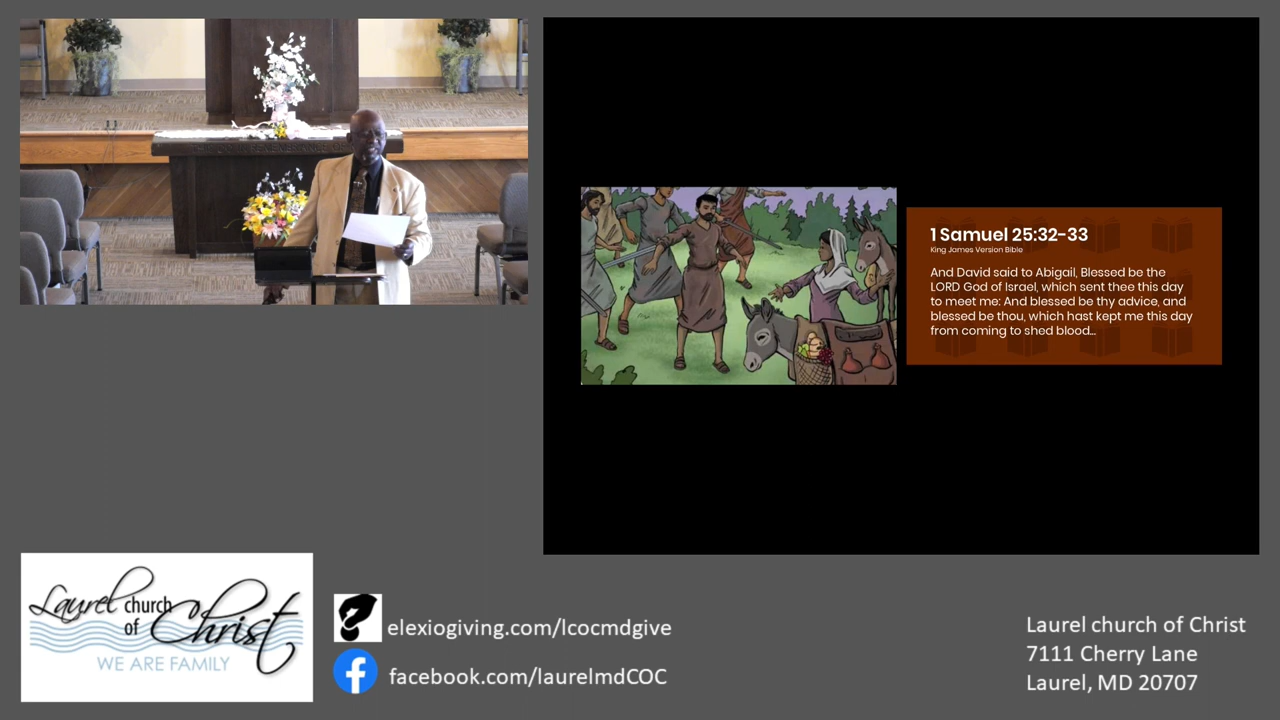 1 Samuel 25:32-33
King James Version Bible
And David said to Abigail, Blessed be the
LORD God of Israel, which sent thee this day
to meet me: And blessed be thy advice, and
blessed be thou, which hast kept me this day
from coming to shed blood...
Laurel church
of Christ
WE ARE FAMILY
elexiogiving.com/lcocmdgive
facebook.com/laurelmdCOC
Laurel church of Christ
7111 Cherry Lane
Laurel, MD 20707